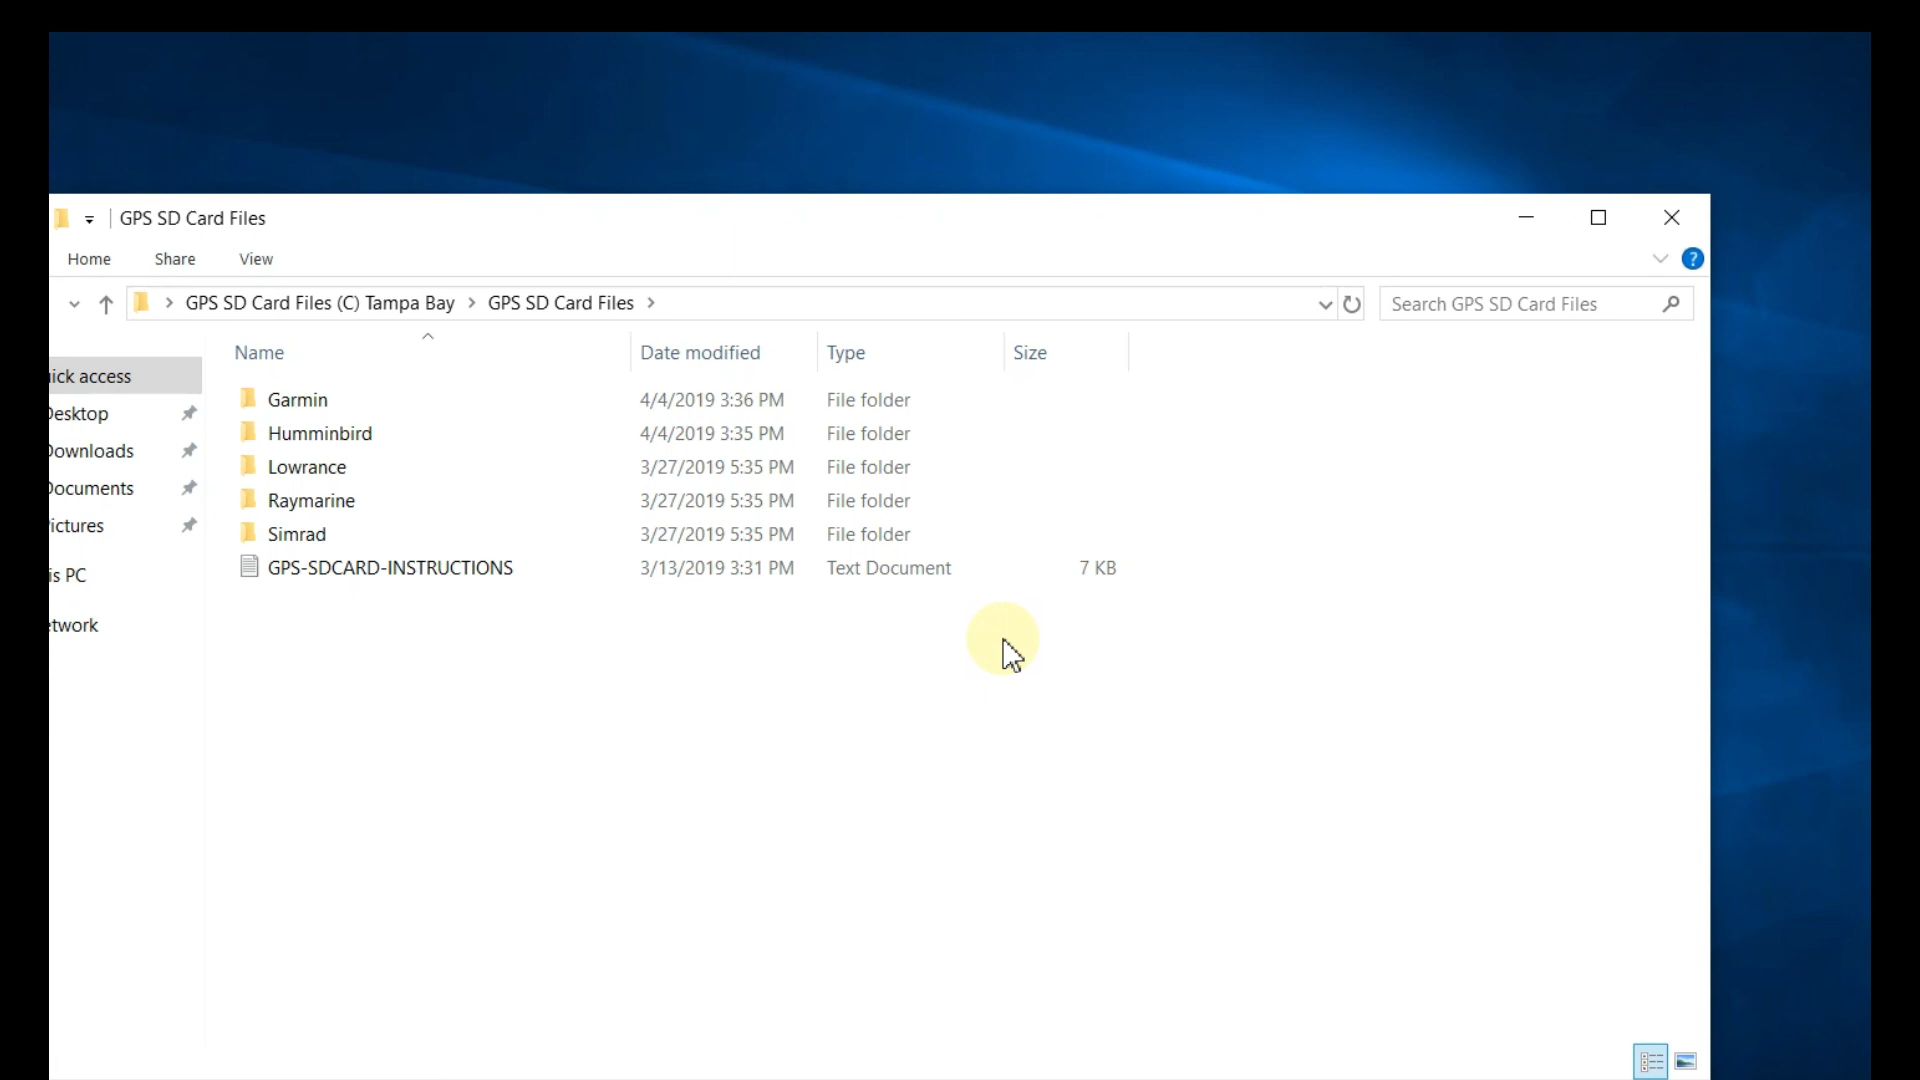 GPS SD Card Files
Home Share View
?
GPS SD Card Files (C) Tampa Bay GPS SD Card Files
Search GPS SD Card Files
Name Date modified Type Size
ick access
Desktop
Downloads
Documents
ictures
is PC
etwork
Garmin 4/4/2019 3:36 PM File folder
Humminbird 4/4/2019 3:35 PM File folder
Lowrance 3/27/2019 5:35 PM File folder
Raymarine 3/27/2019 5:35 PM File folder
Simrad 3/27/2019 5:35 PM File folder
GPS-SDCARD-INSTRUCTIONS 3/13/2019 3:31 PM Text Document 7 KB